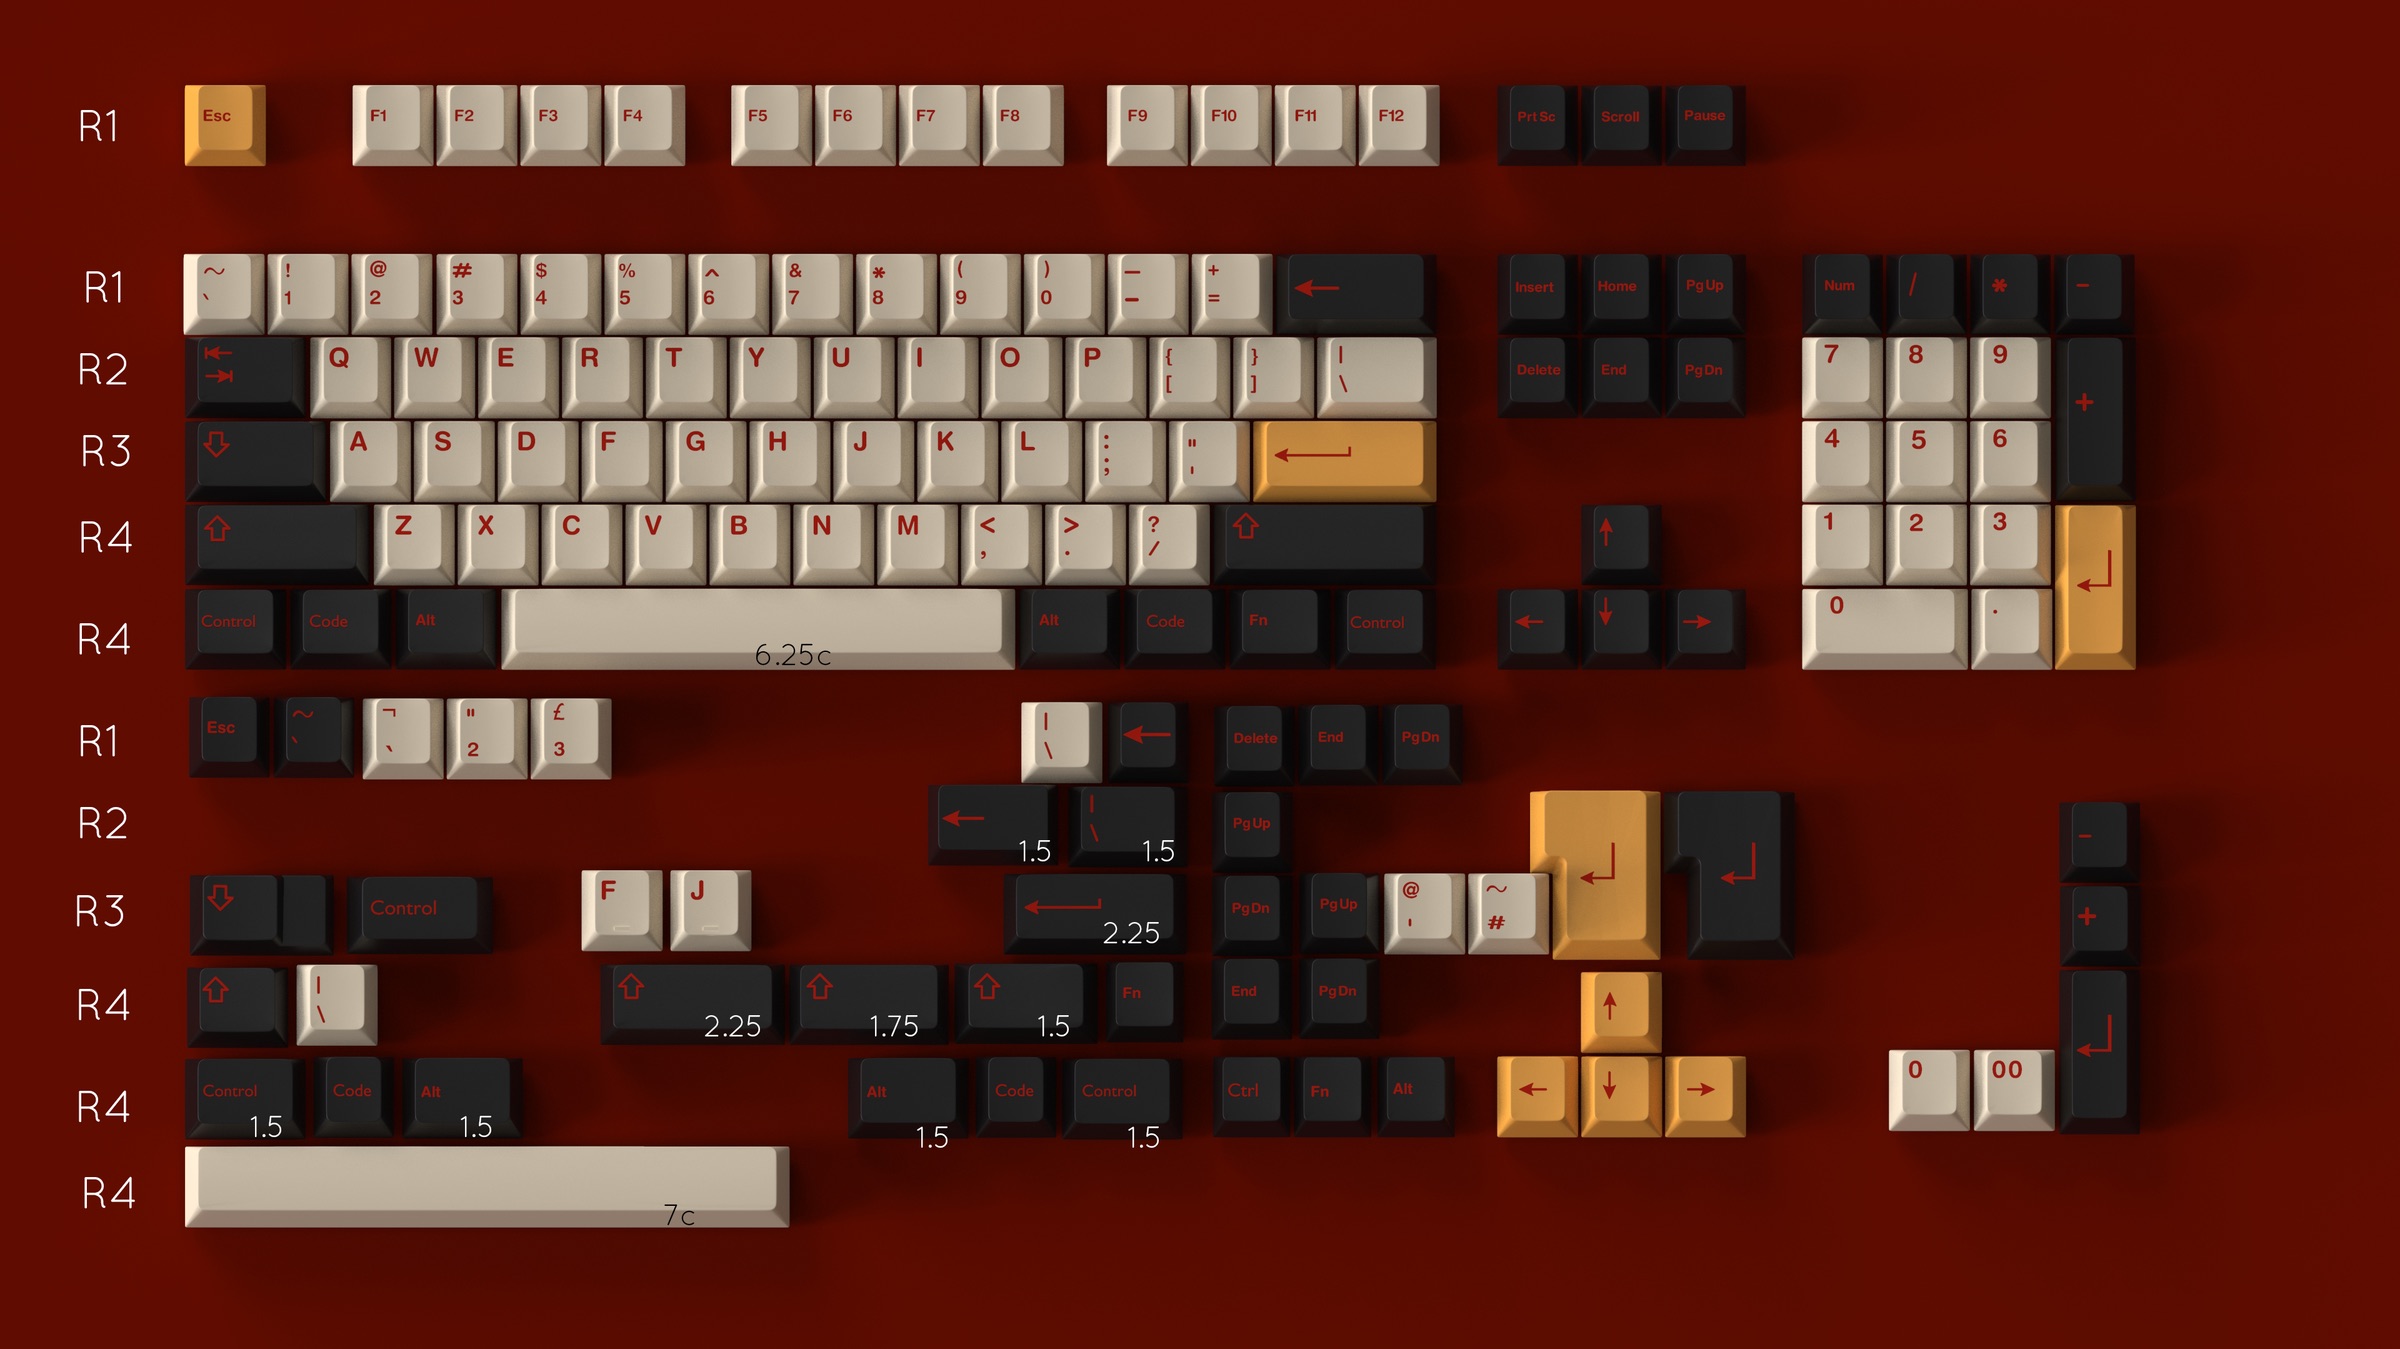 R1 Esc F1 F2 F3 F4 F5 F6 F7 F8 F9 F10 F11 F12 Prt Sc Scroll Pause
R1 ~ ` ! 1 @ 2 # 3 $ 4 % 5 ^ 6 & 7 * 8 ( 9 ) 0 — – + = ← Insert Home Pg Up Num / * -
R2 ⇤ ⇥ Q W E R T Y U I O P { [ } ] | \ Delete End Pg Dn 7 8 9 +
R3 ⇩ A S D F G H J K L : ; " ' ↵ 4 5 6
R4 ⇧ Z X C V B N M < , > . ? / ⇧ ↑ 1 2 3 ↵
R4 Control Code Alt 6.25c Alt Code Fn Control ← ↓ → 0 .
R1 Esc ~ ` ¬ ` " 2 £ 3 | \ ← Delete End Pg Dn
R2 ← 1.5 | \ 1.5 Pg Up ↵ ↵ -
R3 ⇩ Control F J ↵ 2.25 Pg Dn Pg Up @ ' ~ # +
R4 ⇧ | \ ⇧ 2.25 ⇧ 1.75 ⇧ 1.5 Fn End Pg Dn ↑ ↵
R4 Control 1.5 Code Alt 1.5 Alt 1.5 Code Control 1.5 Ctrl Fn Alt ← ↓ → 0 00
R4 7c